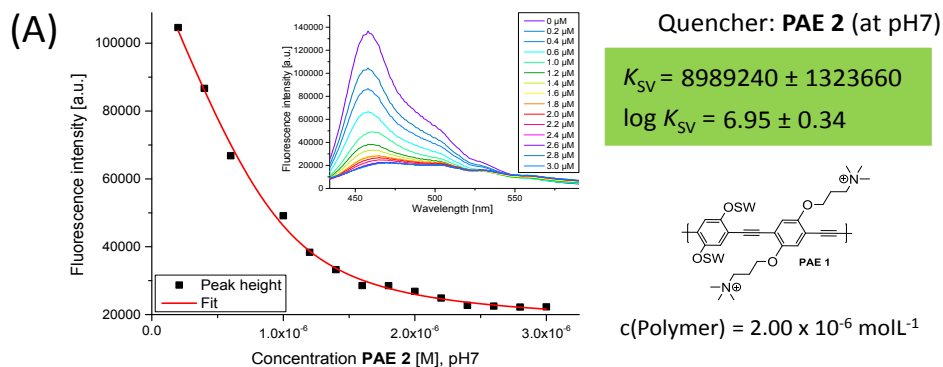 (A)
Fluorescence intensity [a.u.]
100000
80000
60000
40000
20000
0.0
1.0x10⁻⁶
2.0x10⁻⁶
3.0x10⁻⁶
Concentration PAE 2 [M], pH7
Peak height
Fit
Fluorescence intensity [a.u.]
140000
120000
100000
80000
60000
40000
20000
0
450
500
550
Wavelength [nm]
0 µM
0.2 µM
0.4 µM
0.6 µM
1.0 µM
1.2 µM
1.4 µM
1.6 µM
1.8 µM
2.0 µM
2.2 µM
2.4 µM
2.6 µM
2.8 µM
3.0 µM
Quencher: PAE 2 (at pH7)
K_SV = 8989240 ± 1323660
log K_SV = 6.95 ± 0.34
OSW
OSW
O
O
N⊕
N⊕
PAE 1
c(Polymer) = 2.00 x 10⁻⁶ molL⁻¹